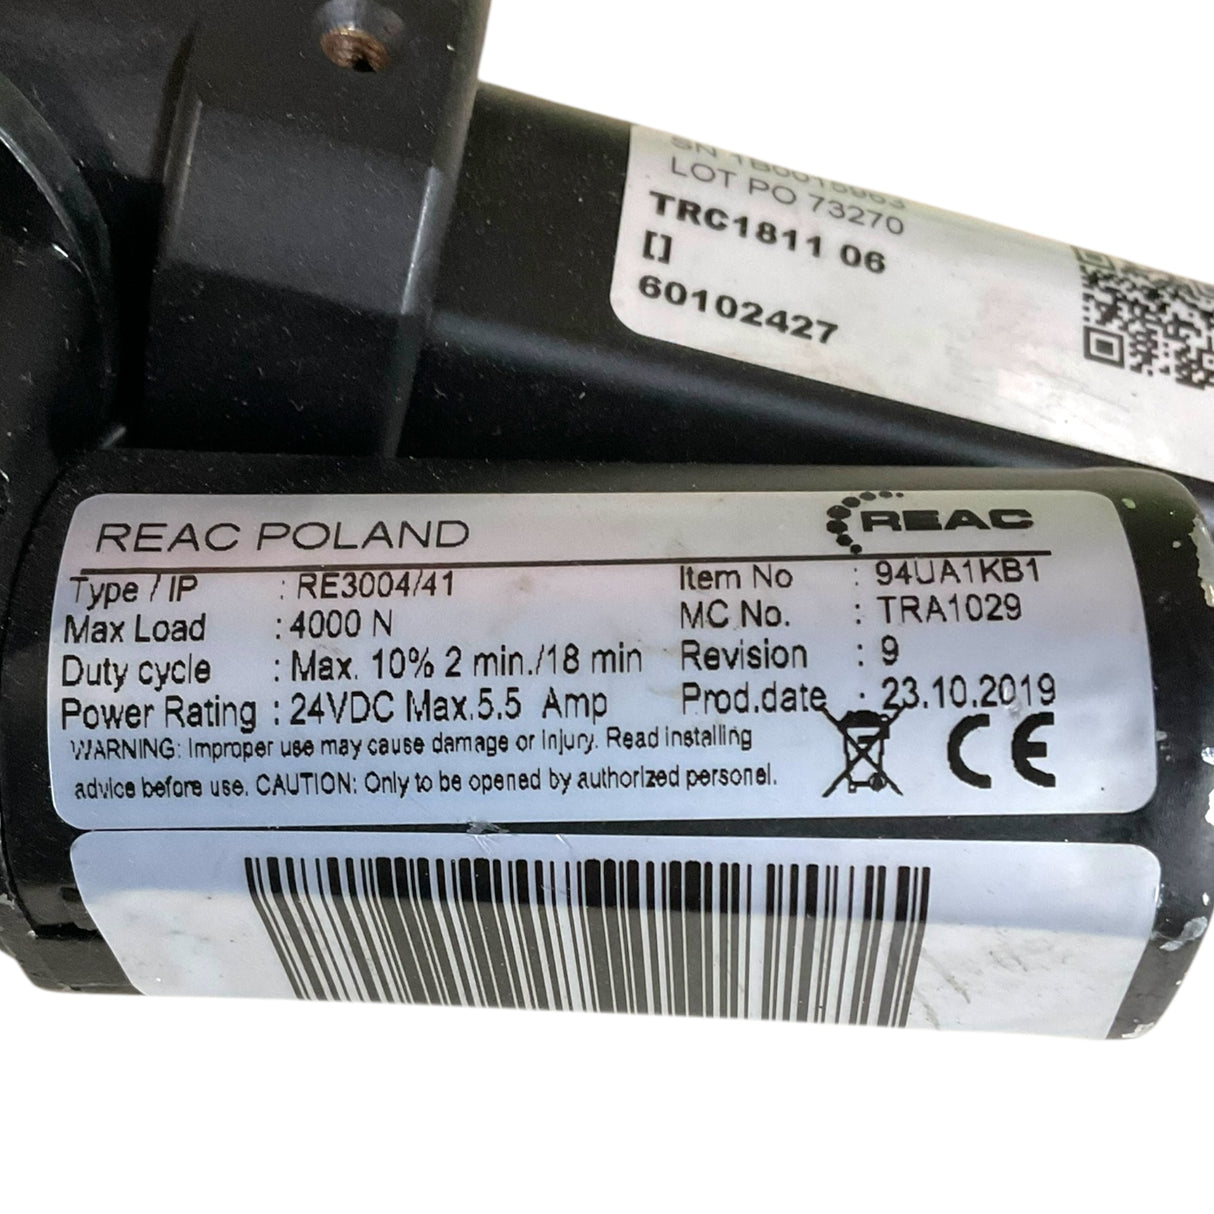 SN 1B0015963
LOT PO 73270
TRC1811 06
[]
60102427
REAC POLAND
REAC
Type / IP : RE3004/41 Item No : 94UA1KB1
Max Load : 4000 N MC No. : TRA1029
Duty cycle : Max. 10% 2 min./18 min Revision : 9
Power Rating : 24VDC Max.5.5 Amp Prod.date : 23.10.2019
WARNING: Improper use may cause damage or Injury. Read installing
advice before use. CAUTION: Only to be opened by authorized personel.
CE